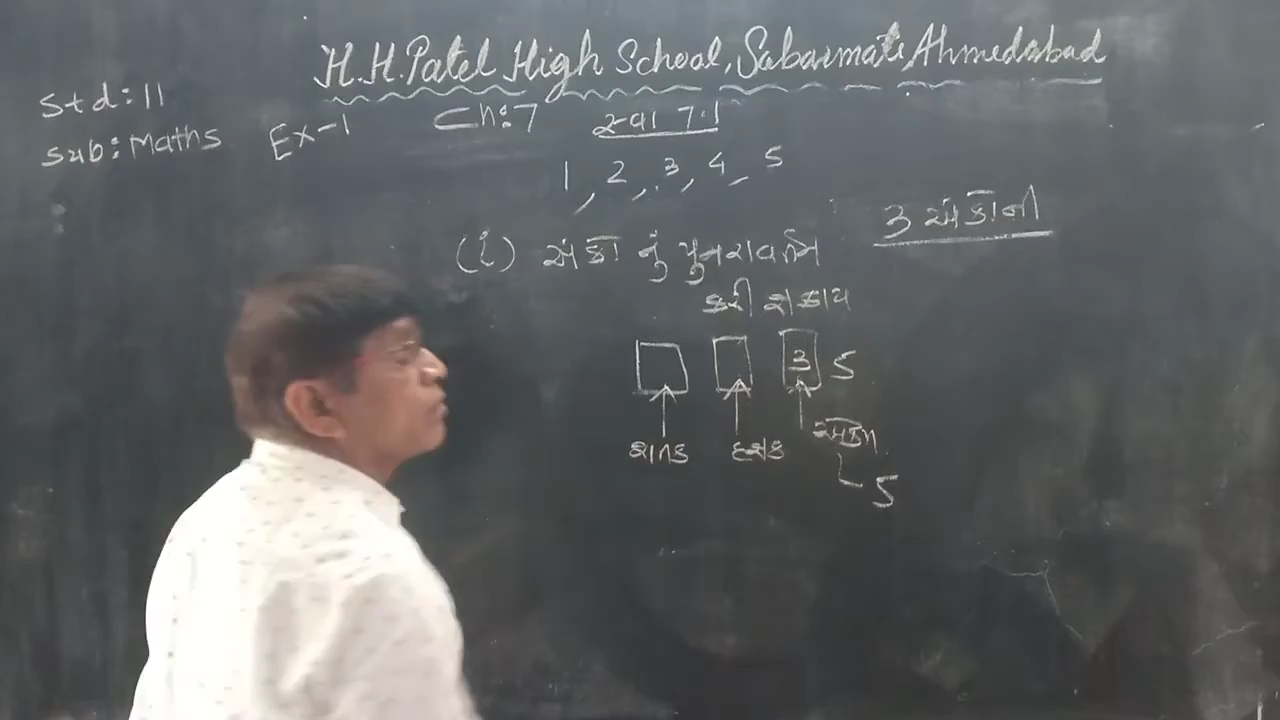 H.H.Patel High School, Sabarmati, Ahmedabad
Std:11
Sub: Maths
Ex-1
Ch:7
સ્વા 7.1
1, 2, 3, 4, 5
3 અંકોની
(i) અંકો નું પુનરાવર્તન
કરી શકાય
3 5
શતક દશક એકમ
5